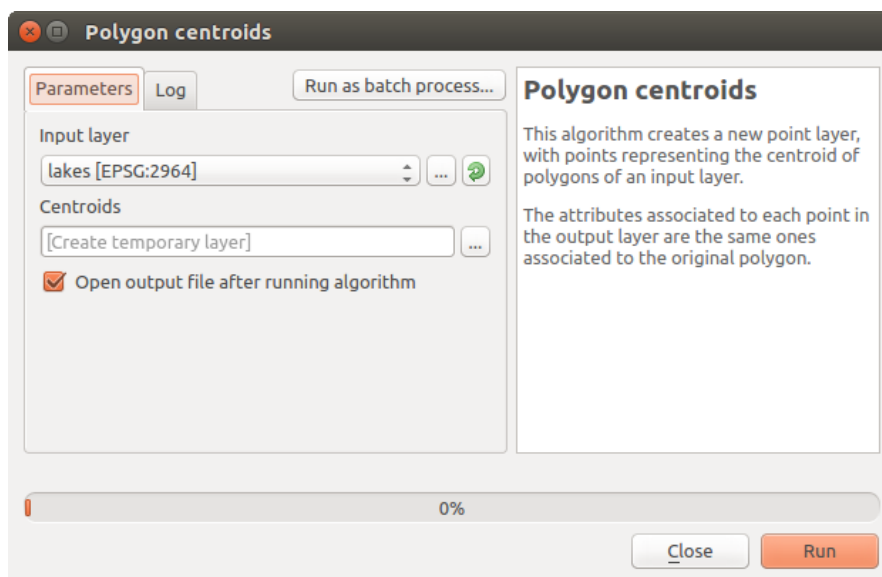 Polygon centroids
Parameters
Log
Run as batch process...
Input layer
lakes [EPSG:2964]
...
Centroids
[Create temporary layer]
...
Open output file after running algorithm
Polygon centroids
This algorithm creates a new point layer,
with points representing the centroid of
polygons of an input layer.
The attributes associated to each point in
the output layer are the same ones
associated to the original polygon.
0%
Close
Run